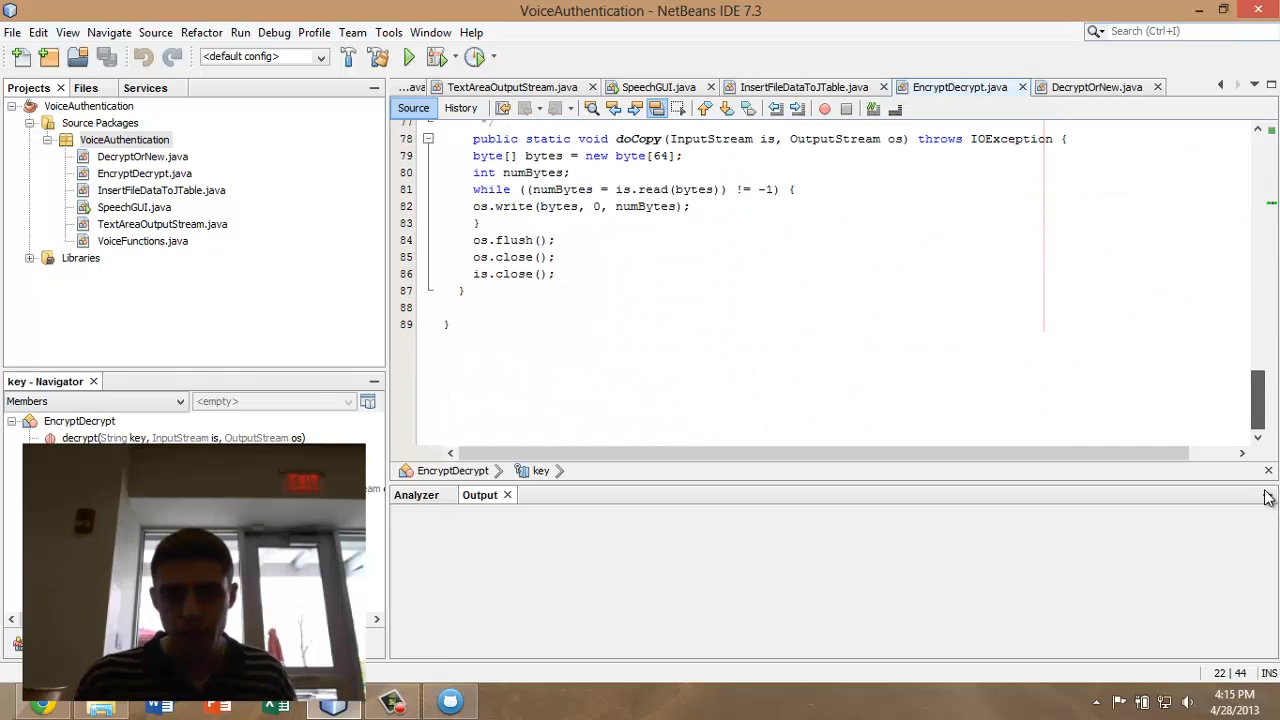 VoiceAuthentication - NetBeans IDE 7.3
File Edit View Navigate Source Refactor Run Debug Profile Team Tools Window Help
Search (Ctrl+I)
<default config>
Projects Files Services
...ava TextAreaOutputStream.java SpeechGUI.java InsertFileDataToJTable.java EncryptDecrypt.java DecryptOrNew.java
Source History
VoiceAuthentication
Source Packages
VoiceAuthentication
DecryptOrNew.java
EncryptDecrypt.java
InsertFileDataToJTable.java
SpeechGUI.java
TextAreaOutputStream.java
VoiceFunctions.java
Libraries
77 */
78 public static void doCopy(InputStream is, OutputStream os) throws IOException {
79 byte[] bytes = new byte[64];
80 int numBytes;
81 while ((numBytes = is.read(bytes)) != -1) {
82 os.write(bytes, 0, numBytes);
83 }
84 os.flush();
85 os.close();
86 is.close();
87 }
88
89 }
key - Navigator
Members <empty>
EncryptDecrypt
decrypt(String key, InputStream is, OutputStream os)
EncryptDecrypt key
Analyzer Output
EXIT
22 | 44 INS
4:15 PM
4/28/2013